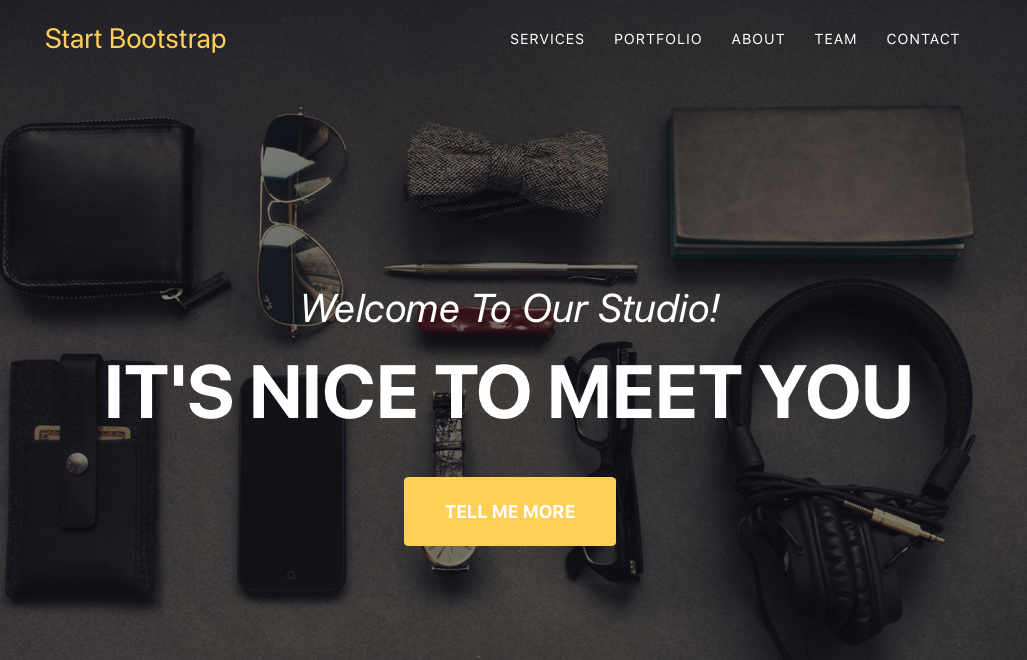 Start Bootstrap
SERVICES PORTFOLIO ABOUT TEAM CONTACT
Welcome To Our Studio!
IT'S NICE TO MEET YOU
TELL ME MORE